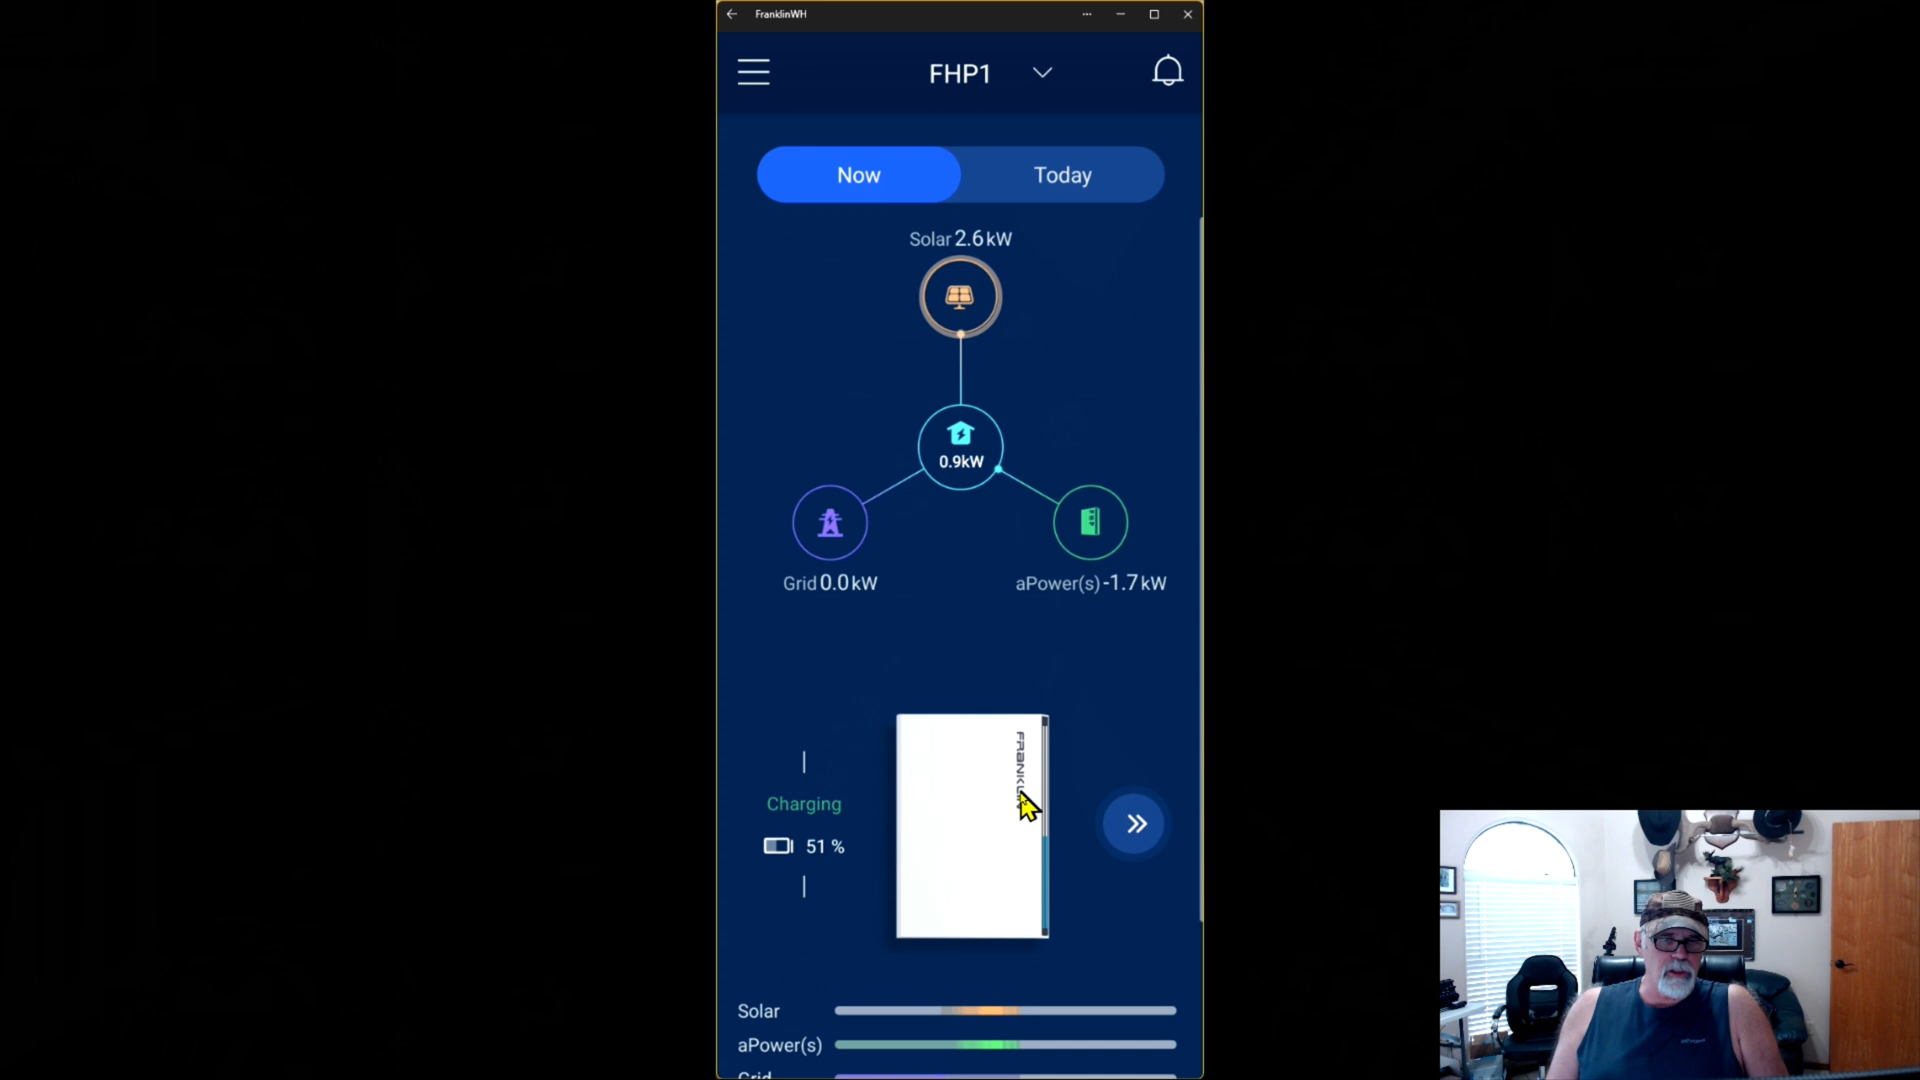 FranklinWH
FHP1
Now Today
Solar 2.6 kW
0.9kW
Grid 0.0 kW aPower(s) -1.7 kW
Charging
51 %
Solar
aPower(s)
Grid